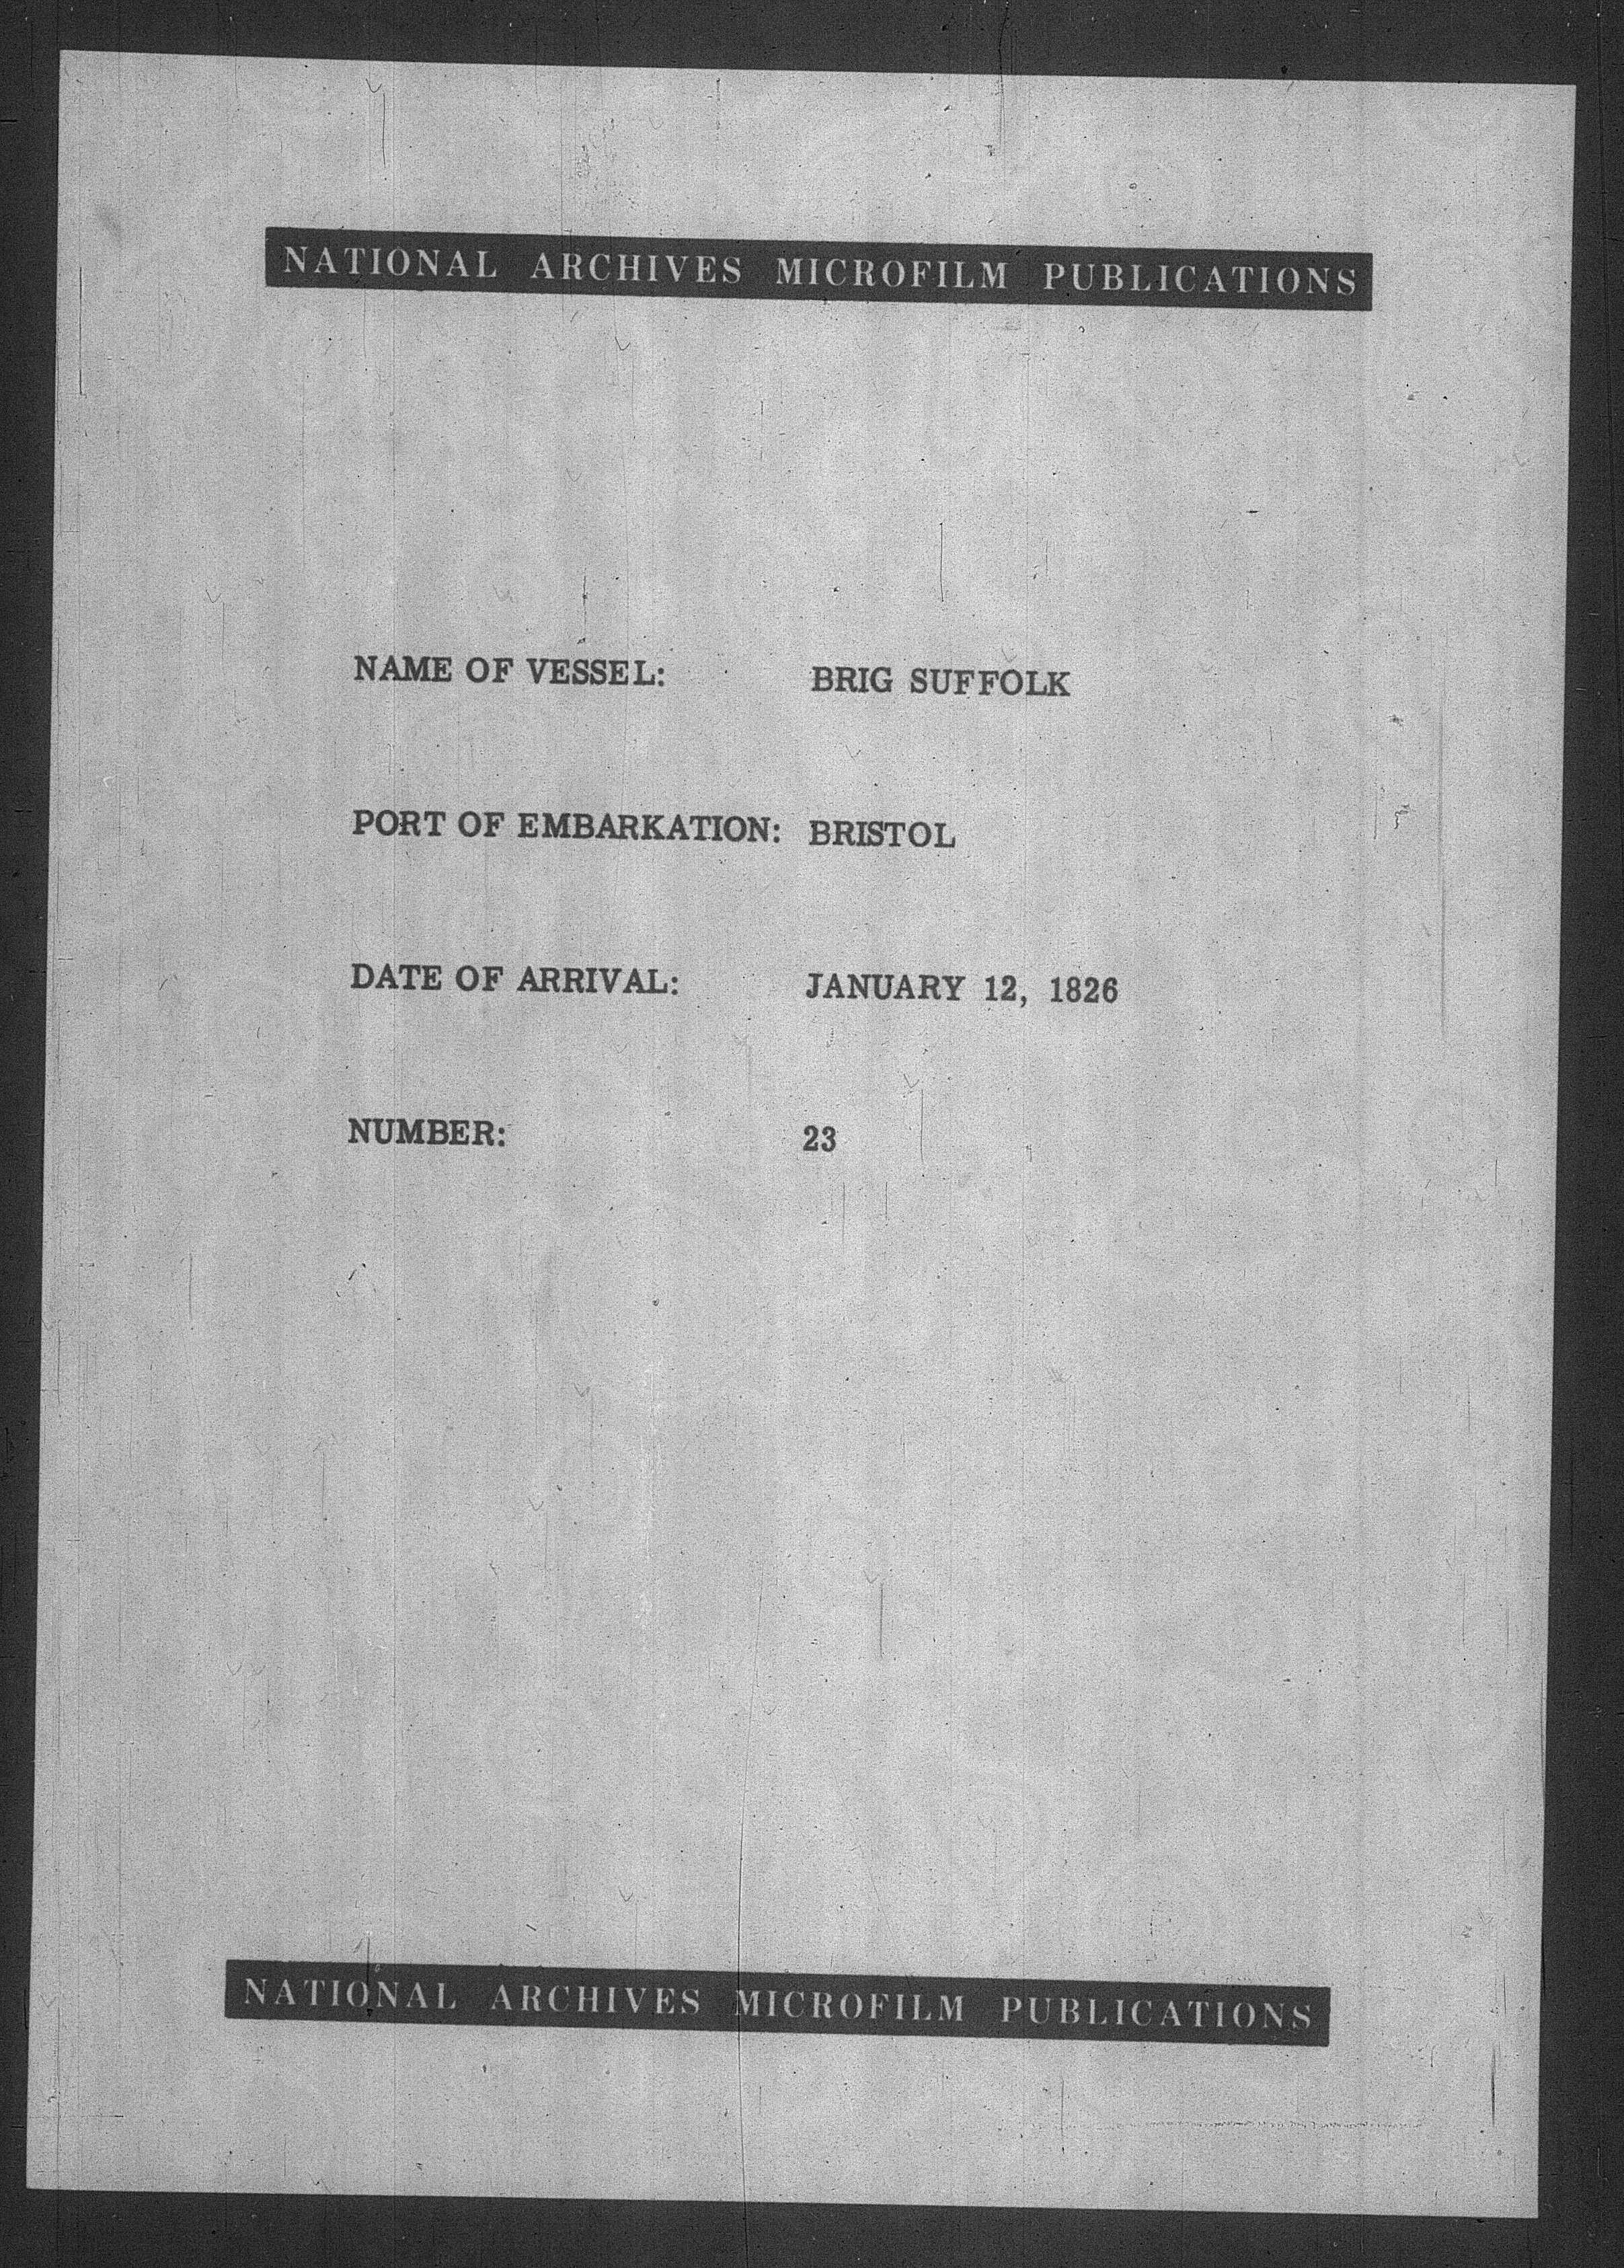 NATIONAL ARCHIVES MICROFILM PUBLICATIONS
NAME OF VESSEL: BRIG SUFFOLK
PORT OF EMBARKATION: BRISTOL
DATE OF ARRIVAL: JANUARY 12, 1826
NUMBER: 23
NATIONAL ARCHIVES MICROFILM PUBLICATIONS